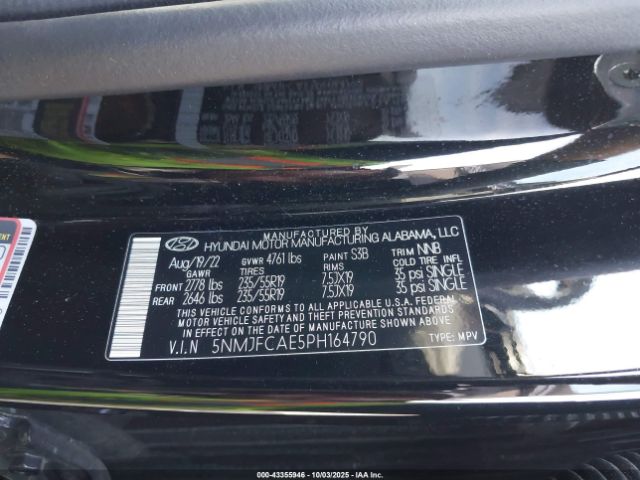 MANUFACTURED BY
HYUNDAI MOTOR MANUFACTURING ALABAMA, LLC
Aug/19/22 GVWR 4761 lbs PAINT S3B TRIM NNB
GAWR TIRES RIMS COLD
FRONT 2778 lbs 235/55R19 7.5JX19 35 psi SINGLE
REAR 2646 lbs 235/55R19 7.5JX19 35 psi SINGLE
THIS VEHICLE CONFORMS TO ALL APPLICABLE U.S.A. FEDERAL
MOTOR VEHICLE SAFETY AND THEFT PREVENTION STANDARDS
IN EFFECT ON THE DATE OF MANUFACTURE SHOWN ABOVE.
V.I.N 5NMJFCAE5PH164790 TYPE: MPV
000-43355946 - 10/03/2025 - IAA Inc. Copyright